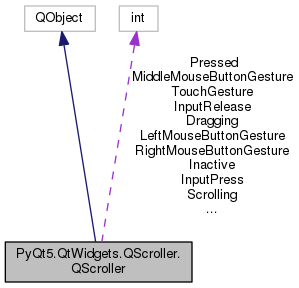 QObject
int
Pressed
MiddleMouseButtonGesture
TouchGesture
InputRelease
Dragging
LeftMouseButtonGesture
RightMouseButtonGesture
Inactive
InputPress
Scrolling
...
PyQt5.QtWidgets.QScroller.
QScroller